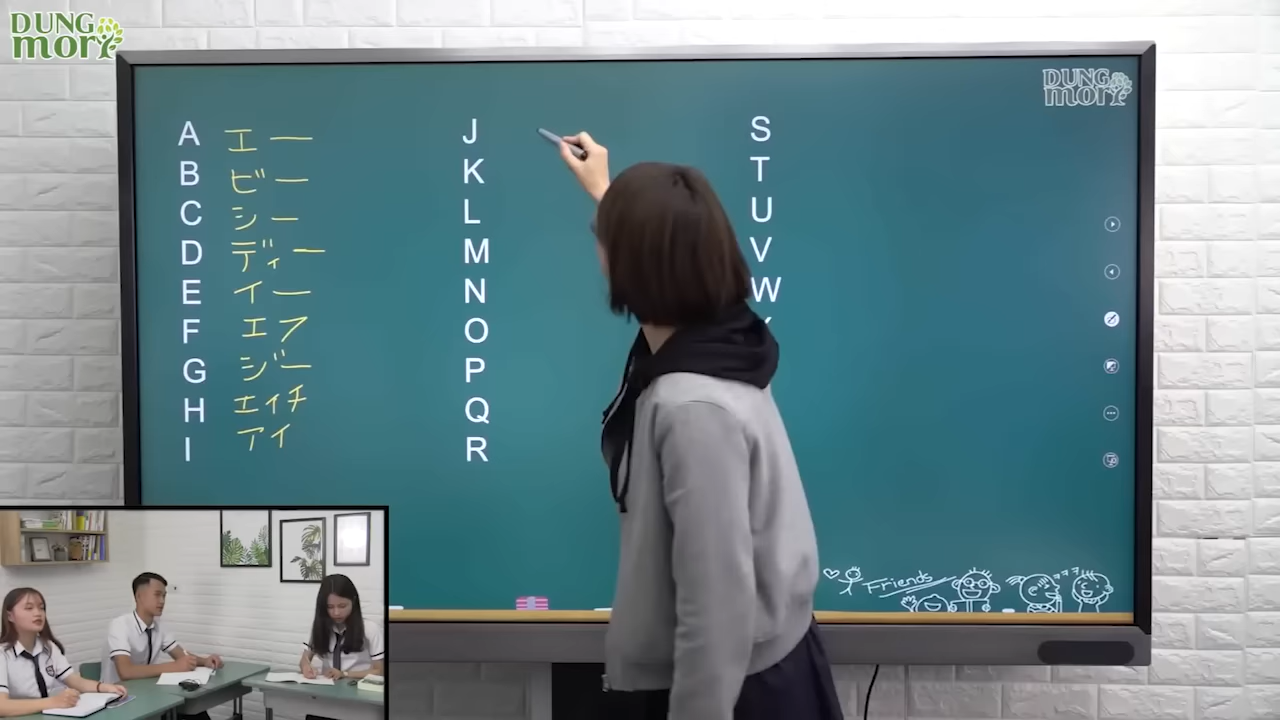 DUNG
mori
DUNG
mori
A エー
B ビー
C シー
D ディー
E イー
F エフ
G ジー
H エイチ
I アイ
J
K
L
M
N
O
P
Q
R
S
T
U
V
W
Friends